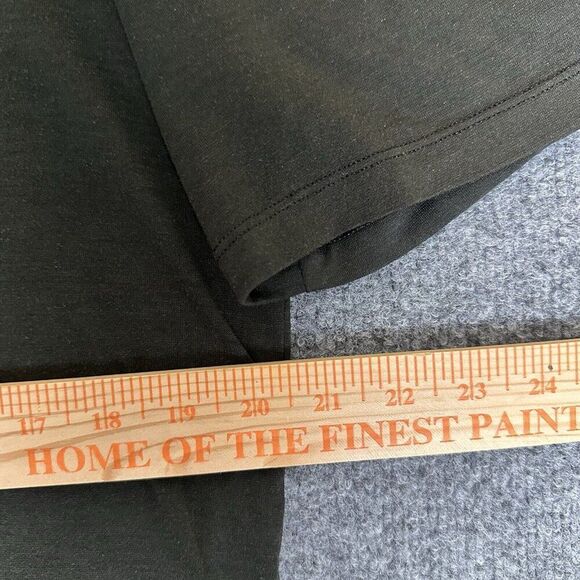 17 18 19 20 21 22 23 24
HOME OF THE FINEST PAINT